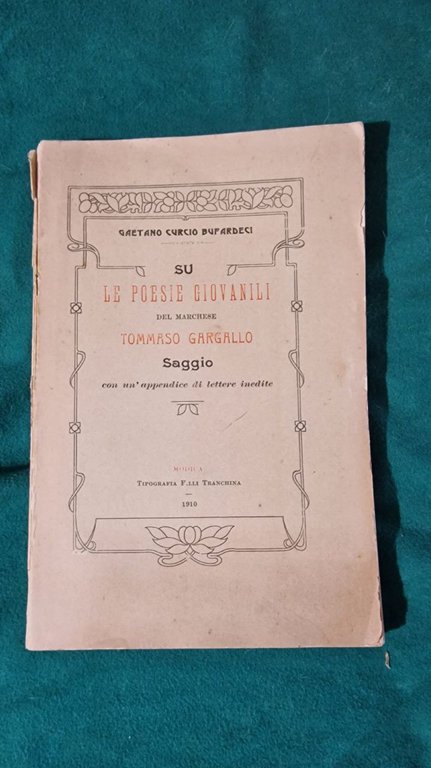 GAETANO CURCIO BUFARDECI
SU
LE POESIE GIOVANILI
DEL MARCHESE
TOMMASO GARGALLO
Saggio
con un'appendice di lettere inedite
MODICA
TIPOGRAFIA F.LLI TRANCHINA
1910